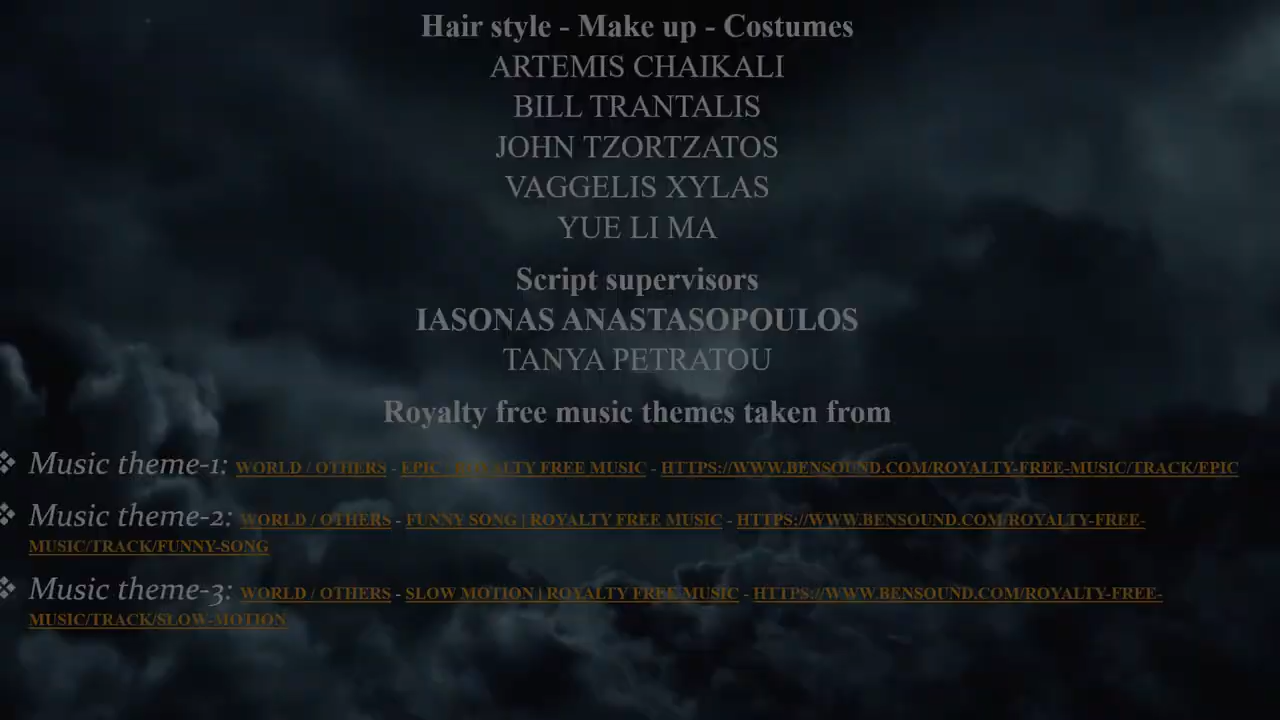 Hair style - Make up - Costumes
ARTEMIS CHAIKALI
BILL TRANTALIS
JOHN TZORTZATOS
VAGGELIS XYLAS
YUE LI MA
Script supervisors
IASONAS ANASTASOPOULOS
TANYA PETRATOU
Royalty free music themes taken from
❖ Music theme-1: WORLD / OTHERS - EPIC | ROYALTY FREE MUSIC - HTTPS://WWW.BENSOUND.COM/ROYALTY-FREE-MUSIC/TRACK/EPIC
❖ Music theme-2: WORLD / OTHERS - FUNNY SONG | ROYALTY FREE MUSIC - HTTPS://WWW.BENSOUND.COM/ROYALTY-FREE-
MUSIC/TRACK/FUNNY-SONG
❖ Music theme-3: WORLD / OTHERS - SLOW MOTION | ROYALTY FREE MUSIC - HTTPS://WWW.BENSOUND.COM/ROYALTY-FREE-
MUSIC/TRACK/SLOW-MOTION